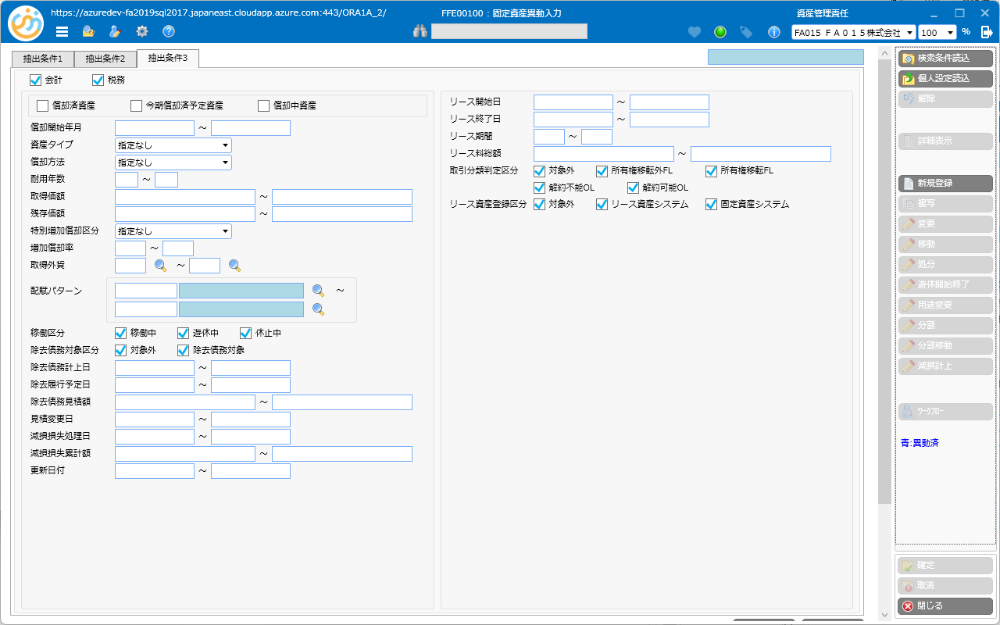 https://azuredev-fa2019sql2017.japaneast.cloudapp.azure.com:443/ORA1A_2/
FFE00100：固定資産異動入力
資産管理責任
FA015 ＦＡ０１５株式会社
100
%
抽出条件1
抽出条件2
抽出条件3
会計
税務
償却済資産
今期償却済予定資産
償却中資産
償却開始年月
～
資産タイプ
指定なし
償却方法
指定なし
耐用年数
～
取得価額
～
残存価額
～
特別増加償却区分
指定なし
増加償却率
～
取得外貨
～
配賦パターン
～
稼働区分
稼働中
遊休中
休止中
除去債務対象区分
対象外
除去債務対象
除去債務計上日
～
除去履行予定日
～
除去債務見積額
～
見積変更日
～
減損損失処理日
～
減損損失累計額
～
更新日付
～
リース開始日
～
リース終了日
～
リース期間
～
リース料総額
～
取引分類判定区分
対象外
所有権移転外FL
所有権移転FL
解約不能OL
解約可能OL
リース資産登録区分
対象外
リース資産システム
固定資産システム
検索条件読込
個人設定読込
解除
詳細表示
新規登録
複写
変更
移動
処分
遊休開始終了
用途変更
分割
分割移動
減損計上
ﾜｰｸﾌﾛｰ
青:異動済
確定
取消
閉じる